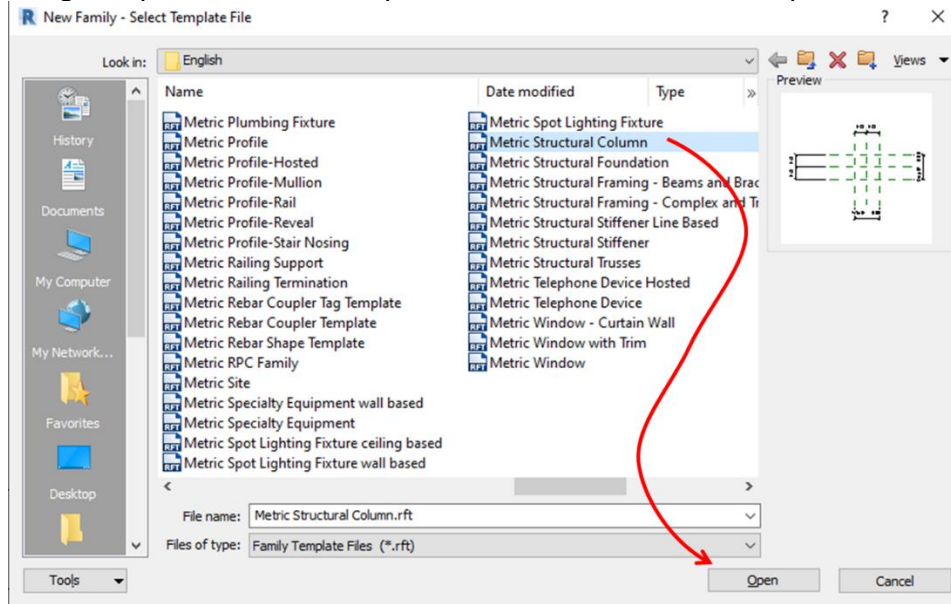 New Family - Select Template File
Look in:
English
Views
Name
Date modified
Type
Preview
History
Documents
My Computer
My Network...
Favorites
Desktop
Metric Plumbing Fixture
Metric Profile
Metric Profile-Hosted
Metric Profile-Mullion
Metric Profile-Rail
Metric Profile-Reveal
Metric Profile-Stair Nosing
Metric Railing Support
Metric Railing Termination
Metric Rebar Coupler Tag Template
Metric Rebar Coupler Template
Metric Rebar Shape Template
Metric RPC Family
Metric Site
Metric Specialty Equipment wall based
Metric Specialty Equipment
Metric Spot Lighting Fixture ceiling based
Metric Spot Lighting Fixture wall based
Metric Spot Lighting Fixture
Metric Structural Column
Metric Structural Foundation
Metric Structural Framing - Beams and Brac
Metric Structural Framing - Complex and Tr
Metric Structural Stiffener Line Based
Metric Structural Stiffener
Metric Structural Trusses
Metric Telephone Device Hosted
Metric Telephone Device
Metric Window - Curtain Wall
Metric Window with Trim
Metric Window
File name:
Metric Structural Column.rft
Files of type:
Family Template Files (*.rft)
Tools
Open
Cancel